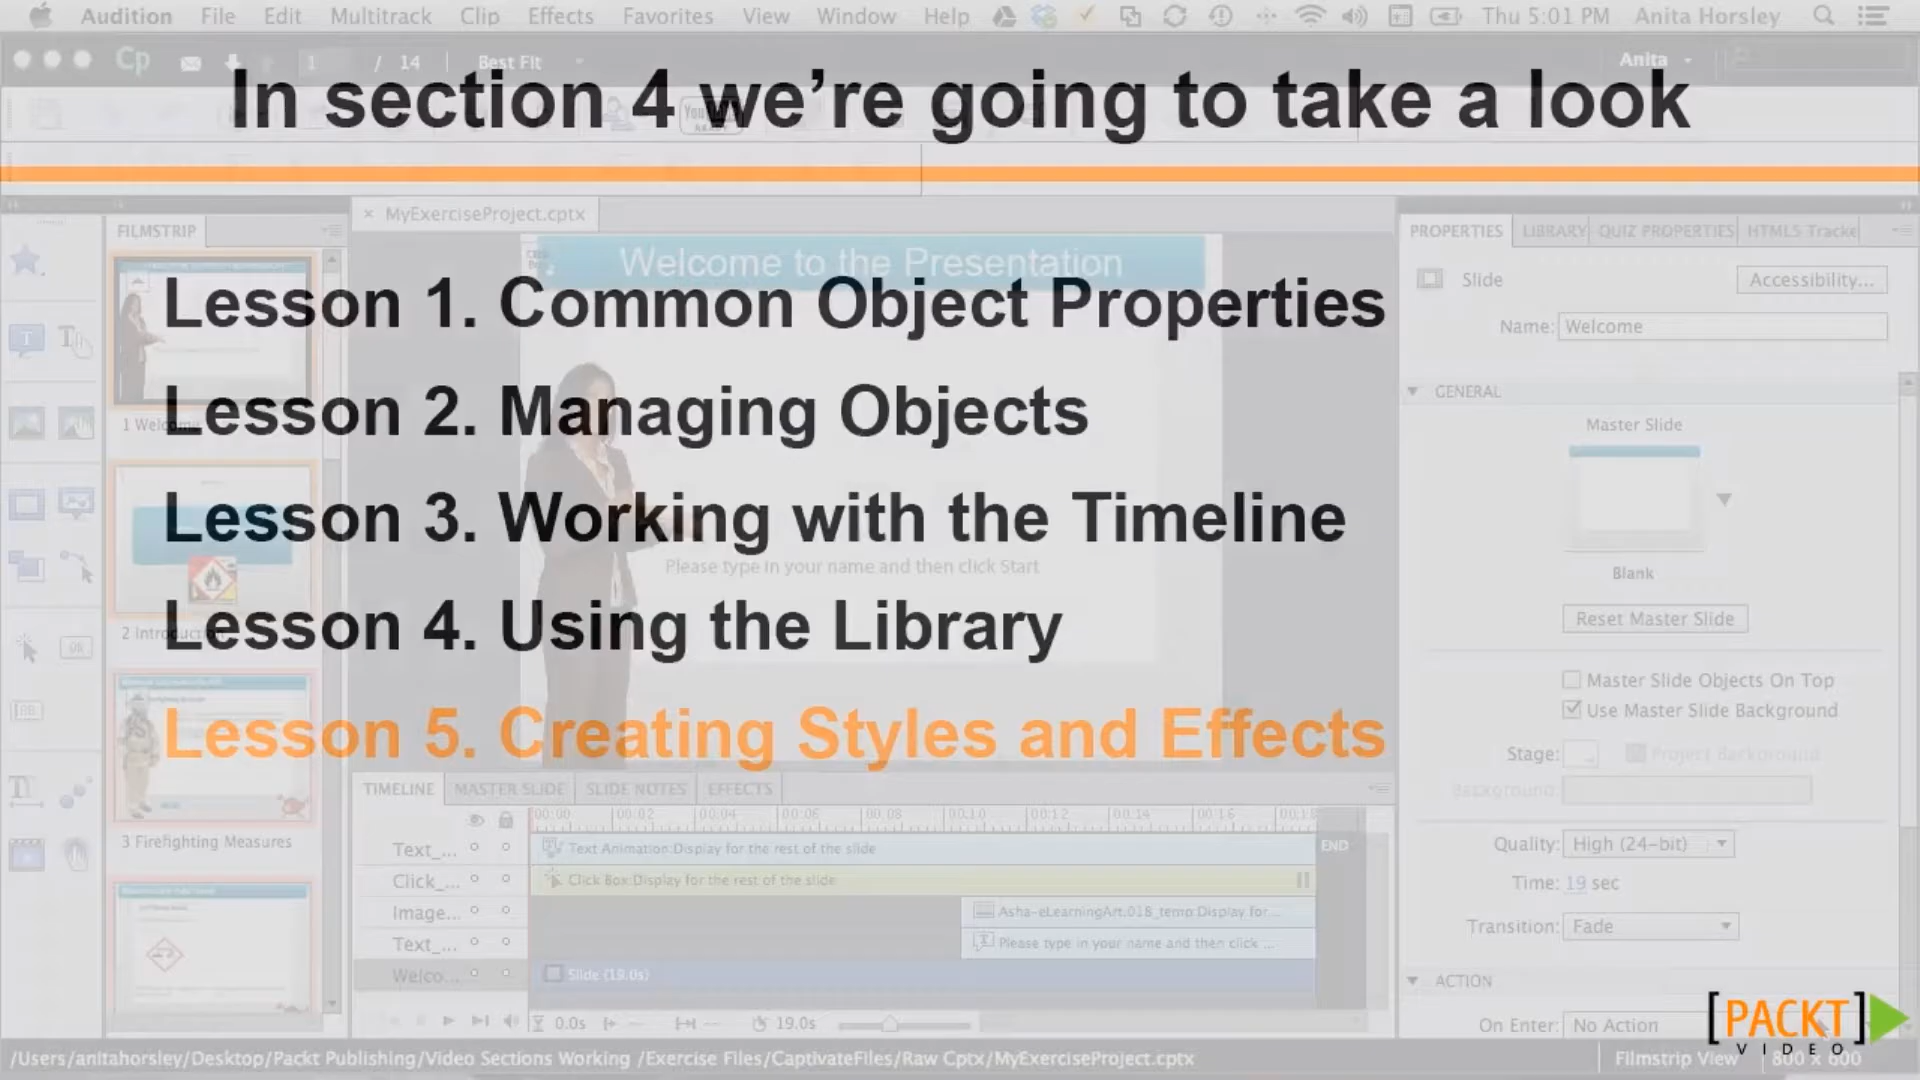 Audition File Edit Multitrack Clip Effects Favorites View Window Help Thu 5:01 PM Anita Horsley
Cp 1 / 14 Best Fit Anita
In section 4 we're going to take a look
MyExerciseProject.cptx
FILMSTRIP
PROPERTIES LIBRARY QUIZ PROPERTIES HTML5 Tracke
Welcome to the Presentation
Slide Accessibility...
Lesson 1. Common Object Properties
Name: Welcome
GENERAL
Lesson 2. Managing Objects
1 Welcome
Master Slide
Lesson 3. Working with the Timeline
Please type in your name and then click Start
Blank
Reset Master Slide
Lesson 4. Using the Library
2 Introduction
Master Slide Objects On Top
Use Master Slide Background
Lesson 5. Creating Styles and Effects
Stage: Project Background
Background:
TIMELINE MASTER SLIDE SLIDE NOTES EFFECTS
00:00 00:02 00:04 00:06 00:08 00:10 00:12 00:14 00:16
3 Firefighting Measures
Text_... Text Animation:Display for the rest of the slide END
Quality: High (24-bit)
Click_... Click Box:Display for the rest of the slide
Time: 19 sec
Image... Asha-eLearningArt.018_temp:Display for...
Transition: Fade
Text_... Please type in your name and then click ...
Welco... Slide (19.0s)
ACTION
0.0s 19.0s
On Enter: No Action
[PACKT]
VIDEO
/Users/anitahorsley/Desktop/Packt Publishing/Video Sections Working /Exercise Files/CaptivateFiles/Raw Cptx/MyExerciseProject.cptx
Filmstrip View 800 x 600